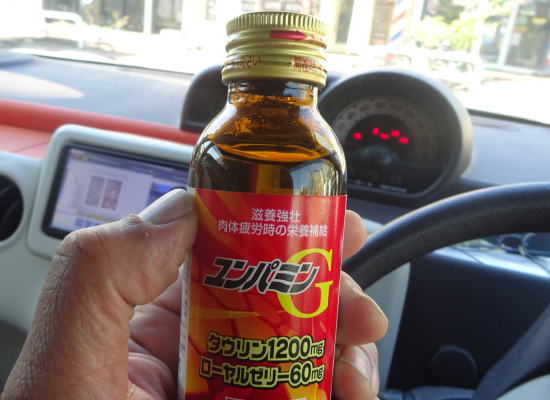 滋養強壮
肉体疲労時の栄養補給
ユンパミンG
タウリン1200mg
ローヤルゼリー60mg